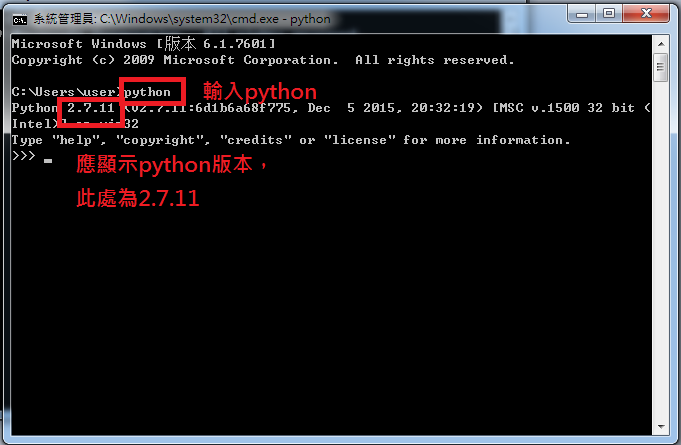 系統管理員: C:\Windows\system32\cmd.exe - python
Microsoft Windows [版本 6.1.7601]
Copyright (c) 2009 Microsoft Corporation.  All rights reserved.
C:\Users\user>python
輸入python
Python 2.7.11 (v2.7.11:6d1b6a68f775, Dec  5 2015, 20:32:19) [MSC v.1500 32 bit (
Intel)] on win32
Type "help", "copyright", "credits" or "license" for more information.
>>>
應顯示python版本，
此處為2.7.11